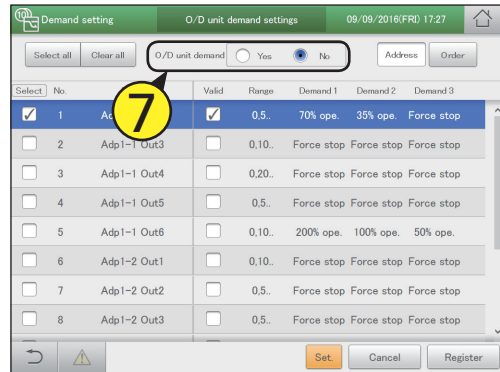 Demand setting O/D unit demand settings 09/09/2016(FRI) 17:27
Select all Clear all O/D unit demand Yes No Address Order
Select No. Valid Range Demand 1 Demand 2 Demand 3
1 0,5.. 70% ope. 35% ope. Force stop
7
2 Adp1-1 Out3 0,10.. Force stop Force stop Force stop
3 Adp1-1 Out4 0,20.. Force stop Force stop Force stop
4 Adp1-1 Out5 0,5.. Force stop Force stop Force stop
5 Adp1-1 Out6 0,10.. 200% ope. 100% ope. 50% ope.
6 Adp1-2 Out1 0,10.. Force stop Force stop Force stop
7 Adp1-2 Out2 0,5.. Force stop Force stop Force stop
8 Adp1-2 Out3 0,5.. Force stop Force stop Force stop
Set. Cancel Register